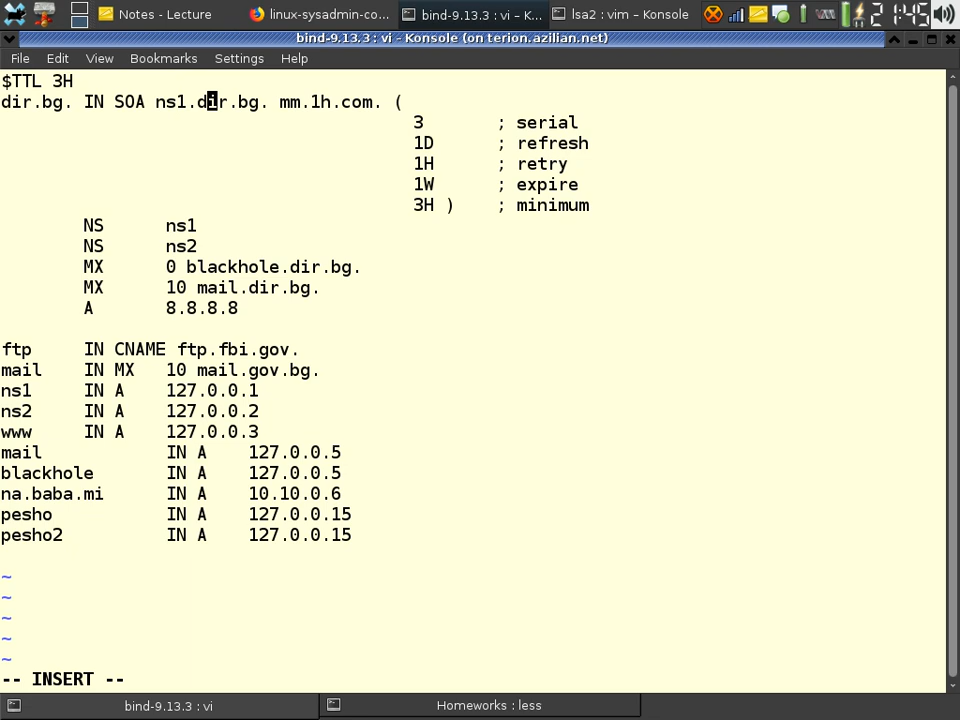 Notes - Lecture
linux-sysadmin-co...
bind-9.13.3 : vi – K...
lsa2 : vim – Konsole
21:45
bind-9.13.3 : vi – Konsole (on terion.azilian.net)
File Edit View Bookmarks Settings Help
$TTL 3H
dir.bg. IN SOA ns1.dir.bg. mm.1h.com. (
3 ; serial
1D ; refresh
1H ; retry
1W ; expire
3H ) ; minimum
NS ns1
NS ns2
MX 0 blackhole.dir.bg.
MX 10 mail.dir.bg.
A 8.8.8.8
ftp IN CNAME ftp.fbi.gov.
mail IN MX 10 mail.gov.bg.
ns1 IN A 127.0.0.1
ns2 IN A 127.0.0.2
www IN A 127.0.0.3
mail IN A 127.0.0.5
blackhole IN A 127.0.0.5
na.baba.mi IN A 10.10.0.6
pesho IN A 127.0.0.15
pesho2 IN A 127.0.0.15
~
~
~
~
~
-- INSERT --
bind-9.13.3 : vi
Homeworks : less